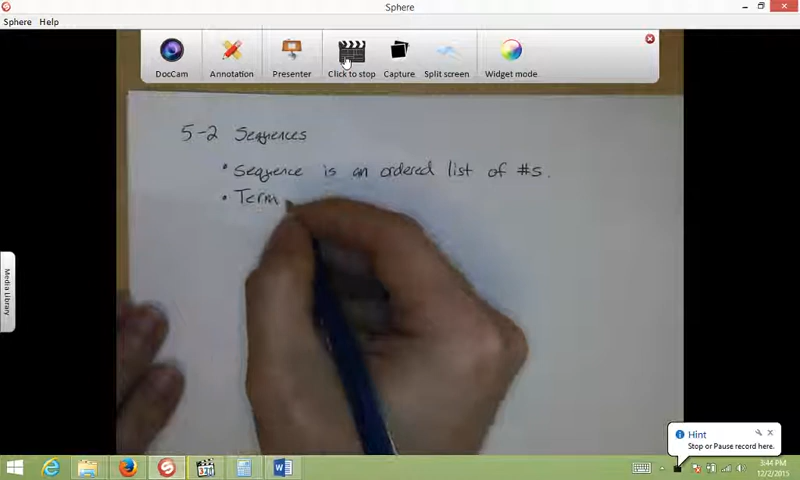 Sphere
Sphere Help
DocCam Annotation Presenter Click to stop Capture Split screen Widget mode
5-2 Sequences
• Sequence is an ordered list of #s.
• Term
Media Library
Hint
Stop or Pause record here.
3:44 PM
12/2/2015